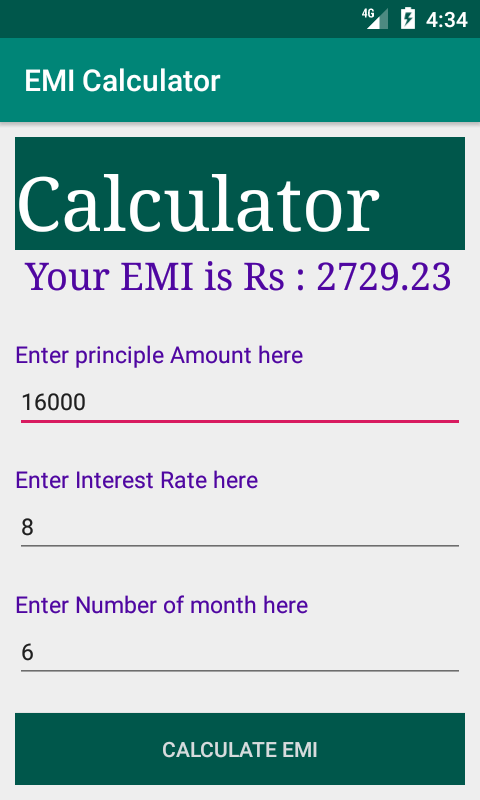 4G 4:34
EMI Calculator
Calculator
Your EMI is Rs : 2729.23
Enter principle Amount here
16000
Enter Interest Rate here
8
Enter Number of month here
6
CALCULATE EMI